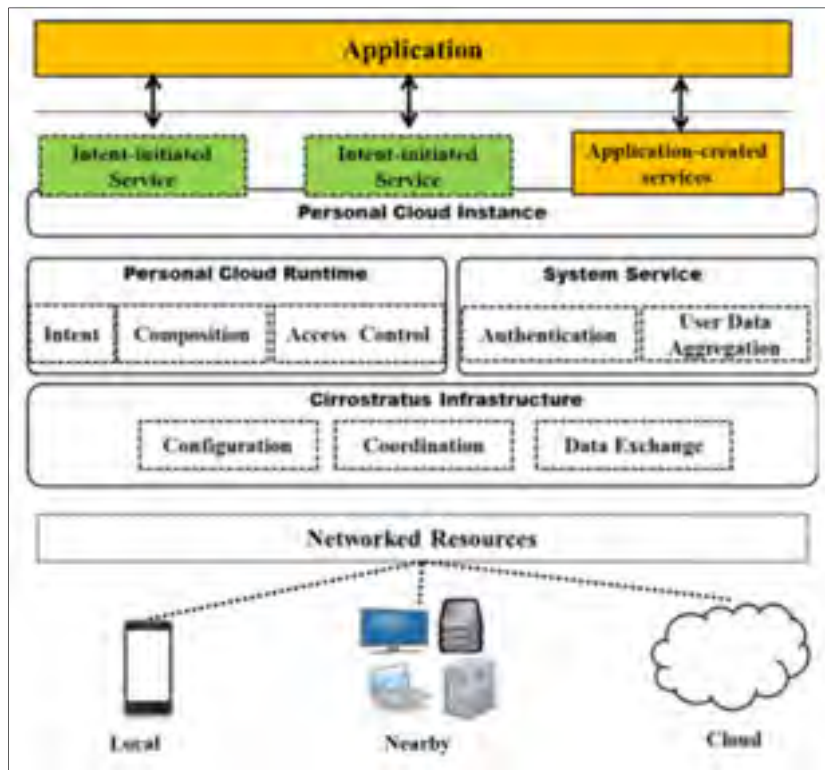 Application
Intent-initiated
Service
Intent-initiated
Service
Application-created
services
Personal Cloud Instance
Personal Cloud Runtime
Intent
Composition
Access Control
System Service
Authentication
User Data
Aggregation
Cirrostratus Infrastructure
Configuration
Coordination
Data Exchange
Networked Resources
Local
Nearby
Cloud